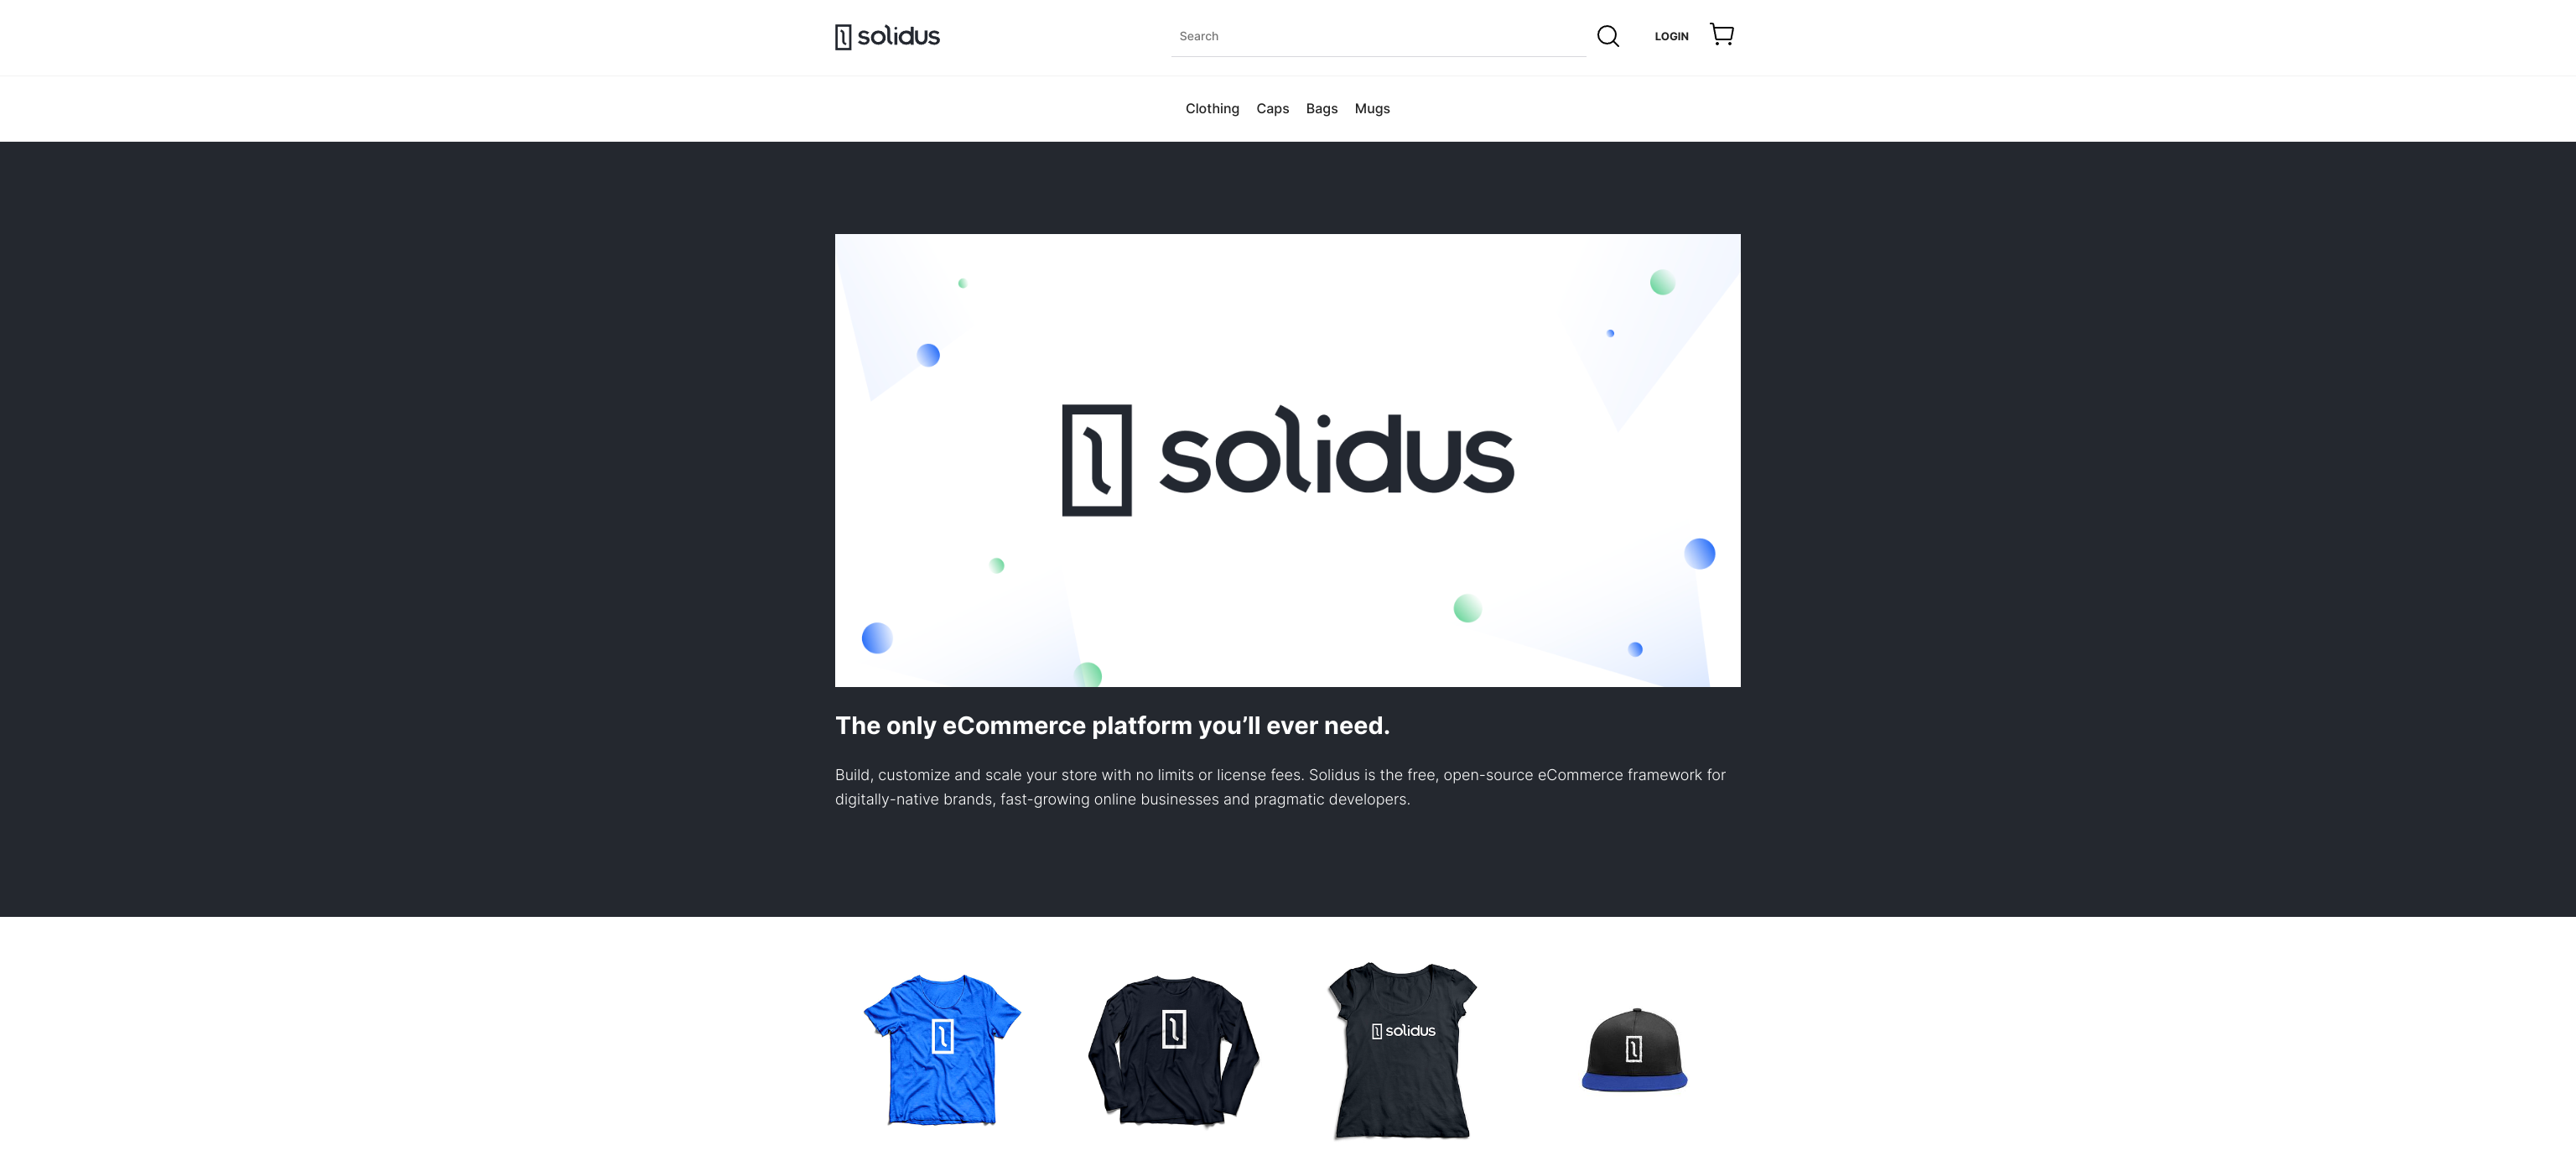 solidus
Search
LOGIN
Clothing Caps Bags Mugs
solidus
The only eCommerce platform you’ll ever need.
Build, customize and scale your store with no limits or license fees. Solidus is the free, open-source eCommerce framework for
digitally-native brands, fast-growing online businesses and pragmatic developers.
solidus